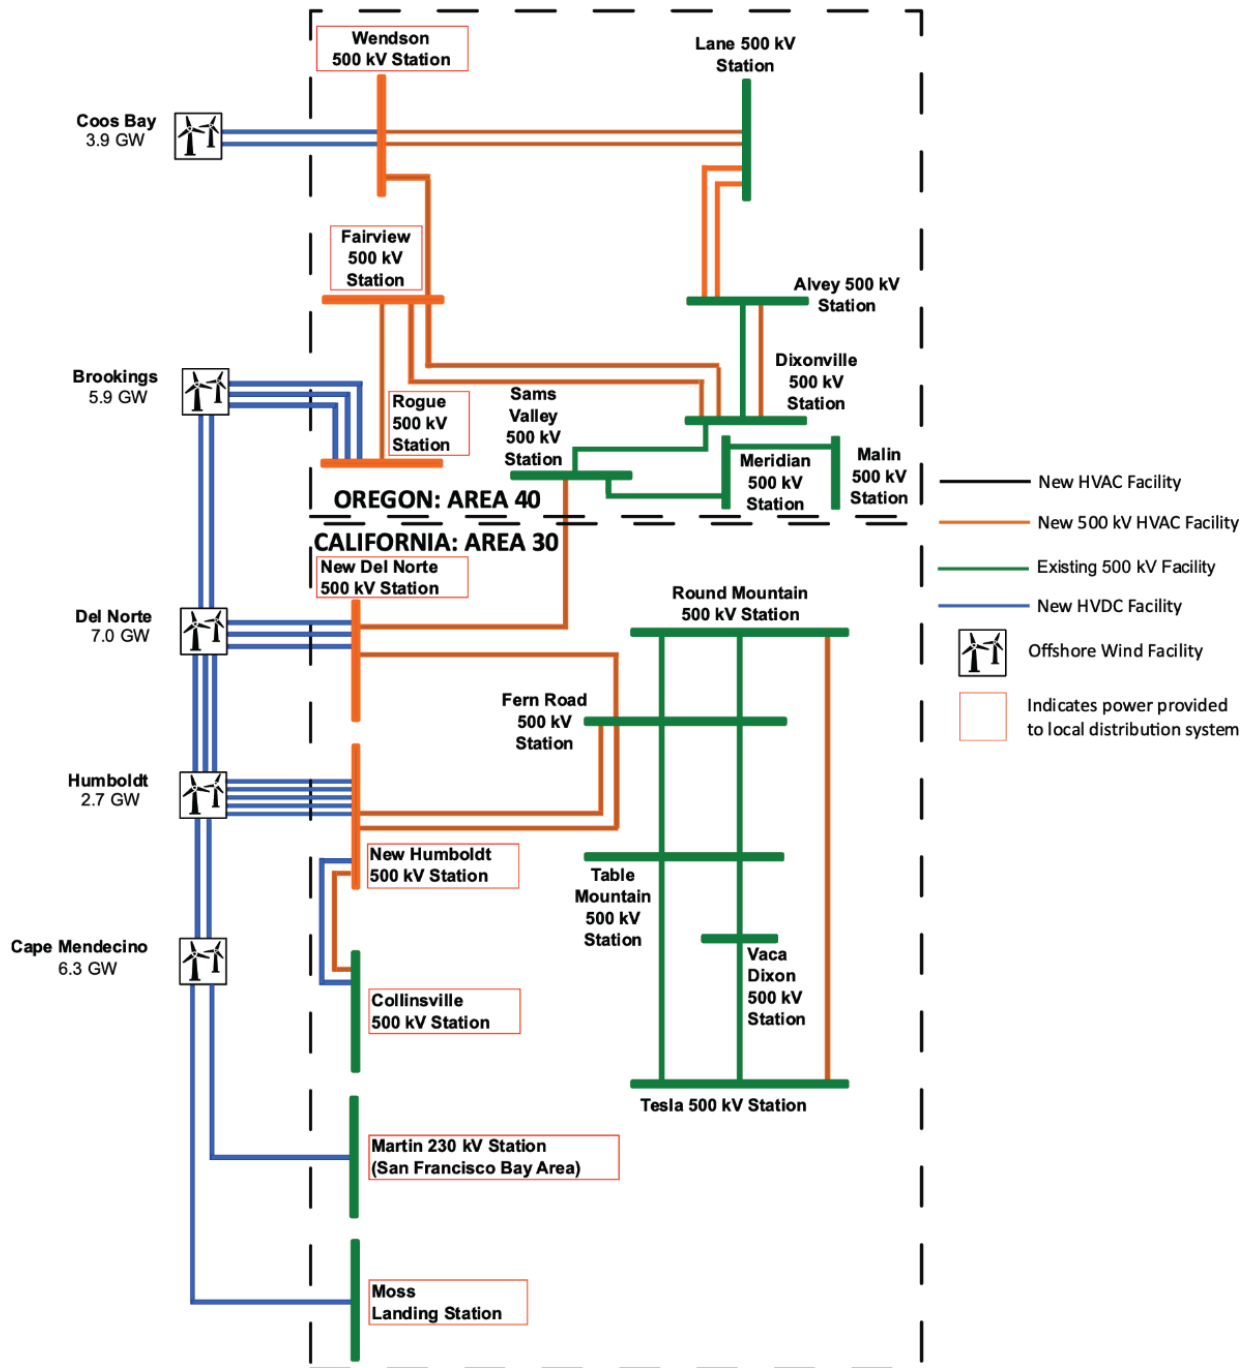 Wendson
500 kV Station
Lane 500 kV
Station
Coos Bay
3.9 GW
Fairview
500 kV
Station
Alvey 500 kV
Station
Brookings
5.9 GW
Dixonville
500 kV
Station
Sams
Valley
500 kV
Station
Rogue
500 kV
Station
Meridian
500 kV
Station
Malin
500 kV
Station
OREGON: AREA 40
CALIFORNIA: AREA 30
New HVAC Facility
New 500 kV HVAC Facility
Existing 500 kV Facility
New HVDC Facility
Offshore Wind Facility
Indicates power provided
to local distribution system
New Del Norte
500 kV Station
Del Norte
7.0 GW
Round Mountain
500 kV Station
Fern Road
500 kV
Station
Humboldt
2.7 GW
New Humboldt
500 kV Station
Table
Mountain
500 kV
Station
Cape Mendecino
6.3 GW
Vaca
Dixon
500 kV
Station
Collinsville
500 kV Station
Tesla 500 kV Station
Martin 230 kV Station
(San Francisco Bay Area)
Moss
Landing Station